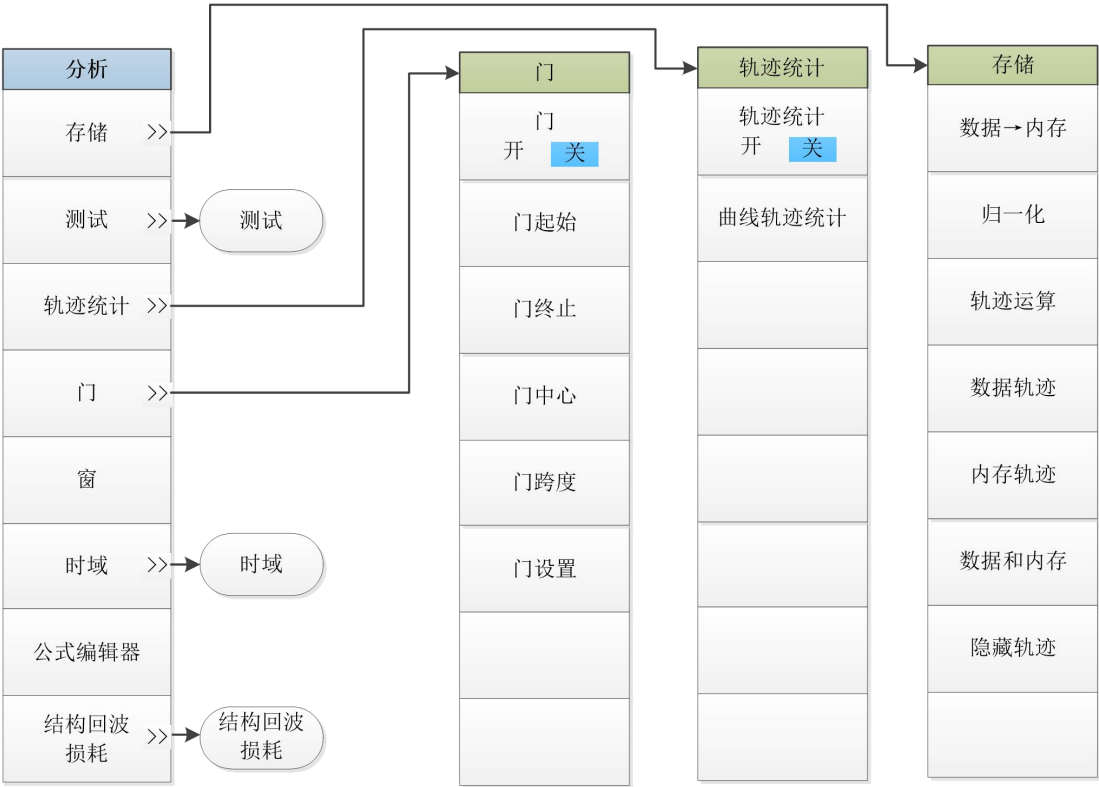 分析
存储 >>
测试 >>
轨迹统计 >>
门 >>
窗
时域 >>
公式编辑器
结构回波
损耗 >>
测试
时域
结构回波
损耗
门
门
开 关
门起始
门终止
门中心
门跨度
门设置
轨迹统计
轨迹统计
开 关
曲线轨迹统计
存储
数据→内存
归一化
轨迹运算
数据轨迹
内存轨迹
数据和内存
隐藏轨迹